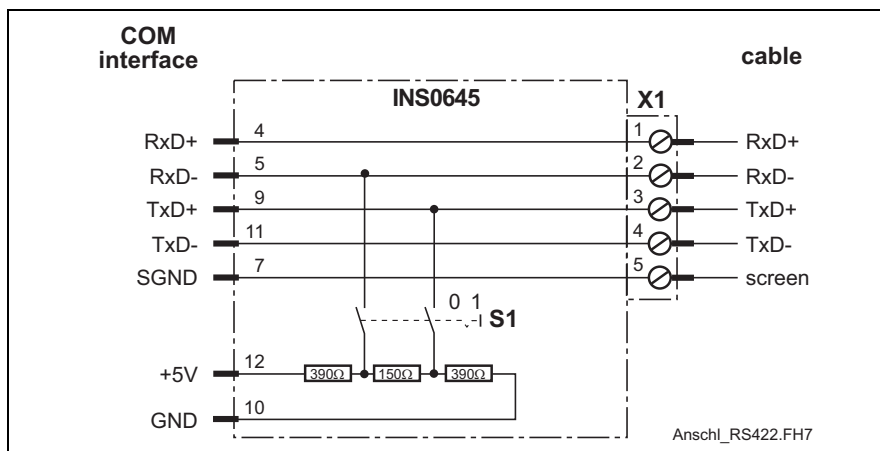 COM
interface
cable
INS0645
X1
RxD+ 4 1 RxD+
RxD- 5 2 RxD-
TxD+ 9 3 TxD+
TxD- 11 4 TxD-
SGND 7 5 screen
0 1 S1
+5V 12 390Ω 150Ω 390Ω
GND 10
Anschl_RS422.FH7